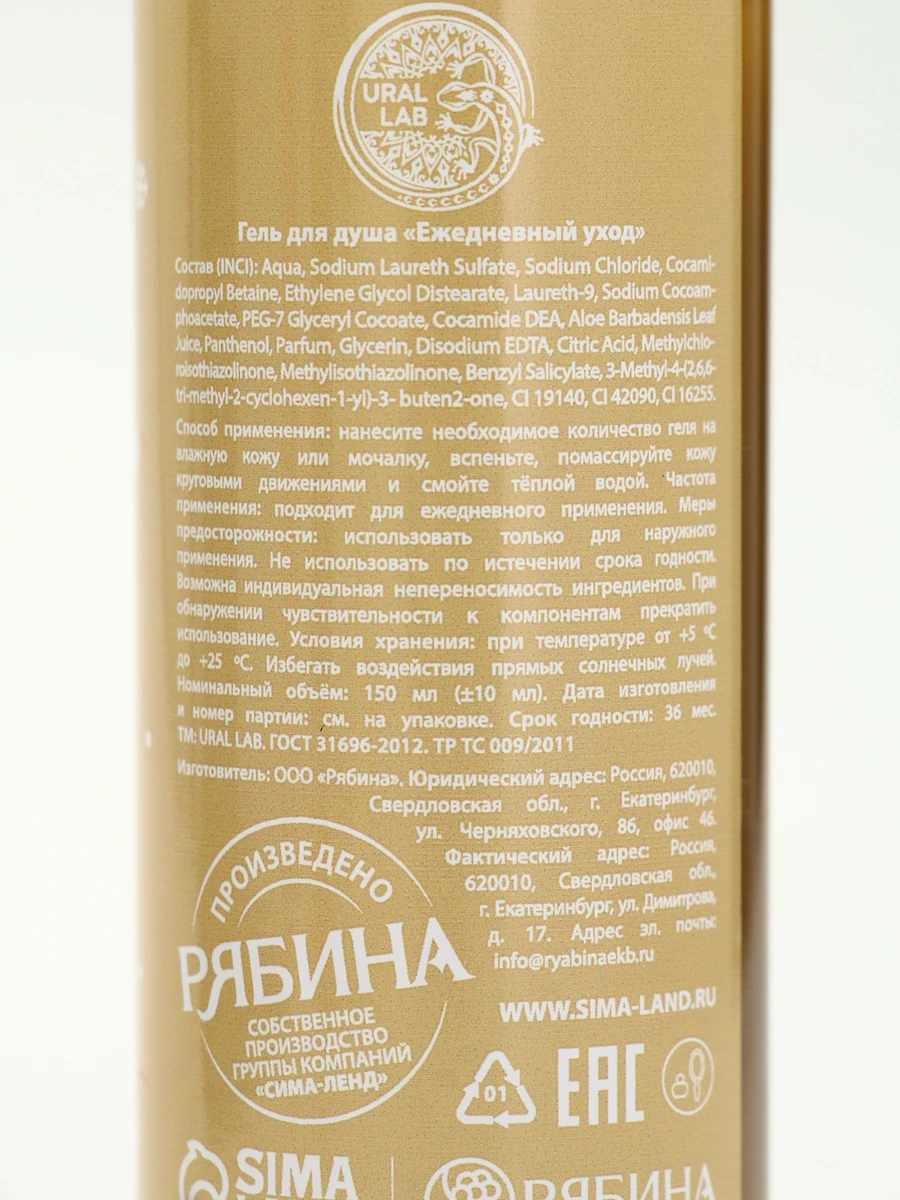 URAL
LAB
Гель для душа «Ежедневный уход»
Состав (INCI): Aqua, Sodium Laureth Sulfate, Sodium Chloride, Cocami-
dopropyl Betaine, Ethylene Glycol Distearate, Laureth-9, Sodium Cocoam-
phoacetate, PEG-7 Glyceryl Cocoate, Cocamide DEA, Aloe Barbadensis Leaf
Juice, Panthenol, Parfum, Glycerin, Disodium EDTA, Citric Acid, Methylchlo-
roisothiazolinone, Methylisothiazolinone, Benzyl Salicylate, 3-Methyl-4-(2,6,6-
tri-methyl-2-cyclohexen-1-yl)-3- buten2-one, CI 19140, CI 42090, CI 16255.
Способ применения: нанесите необходимое количество геля на
влажную кожу или мочалку, вспеньте, помассируйте кожу
круговыми движениями и смойте тёплой водой. Частота
применения: подходит для ежедневного применения. Меры
предосторожности: использовать только для наружного
применения. Не использовать по истечении срока годности.
Возможна индивидуальная непереносимость ингредиентов. При
обнаружении чувствительности к компонентам прекратить
использование. Условия хранения: при температуре от +5 °C
до +25 °C. Избегать воздействия прямых солнечных лучей.
Номинальный объём: 150 мл (±10 мл). Дата изготовления
и номер партии: см. на упаковке. Срок годности: 36 мес.
TM: URAL LAB. ГОСТ 31696-2012. ТР ТС 009/2011
Изготовитель: ООО «Рябина». Юридический адрес: Россия, 620010,
Свердловская обл., г. Екатеринбург,
ул. Черняховского, 86, офис 46.
Фактический адрес: Россия,
620010, Свердловская обл.,
г. Екатеринбург, ул. Димитрова,
д. 17. Адрес эл. почты:
info@ryabinaekb.ru
WWW.SIMA-LAND.RU
ПРОИЗВЕДЕНО
РЯБИНА
СОБСТВЕННОЕ
ПРОИЗВОДСТВО
ГРУППЫ КОМПАНИЙ
«СИМА-ЛЕНД»
01
EAC
SIMA
РЯБИНА